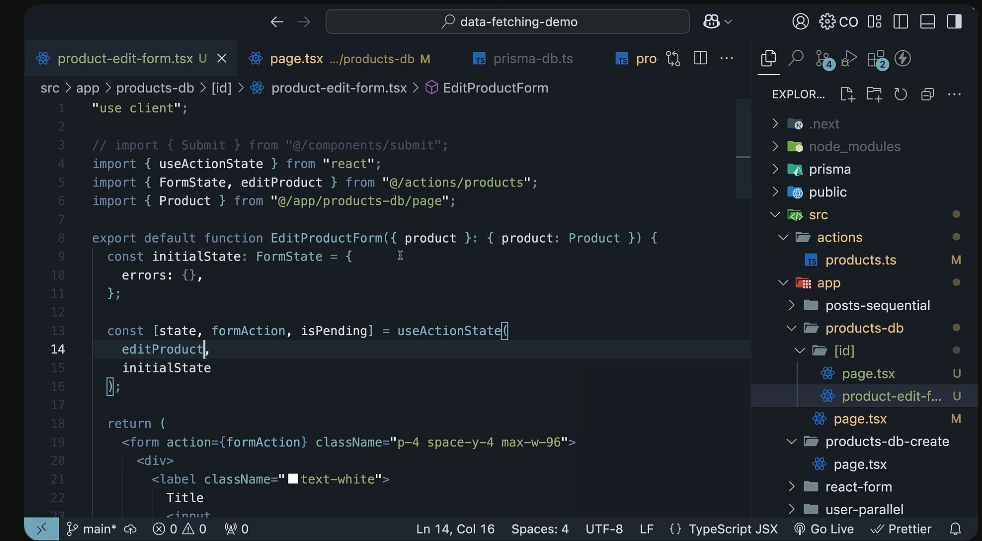 data-fetching-demo
CO
product-edit-form.tsx U
page.tsx .../products-db M
prisma-db.ts
pro
4
2
src > app > products-db > [id] > product-edit-form.tsx > EditProductForm
EXPLOR...
1 "use client";
2
3 // import { Submit } from "@/components/submit";
4 import { useActionState } from "react";
5 import { FormState, editProduct } from "@/actions/products";
6 import { Product } from "@/app/products-db/page";
7
8 export default function EditProductForm({ product }: { product: Product }) {
9 const initialState: FormState = {
10 errors: {},
11 };
12
13 const [state, formAction, isPending] = useActionState(
14 editProduct,
15 initialState
16 );
17
18 return (
19 <form action={formAction} className="p-4 space-y-4 max-w-96">
20 <div>
21 <label className="text-white">
22 Title
23 <input
.next
node_modules
prisma
public
src
actions
products.ts M
app
posts-sequential
products-db
[id]
page.tsx U
product-edit-f... U
page.tsx M
products-db-create
page.tsx
react-form
user-parallel
main*
0 0
0
Ln 14, Col 16
Spaces: 4
UTF-8
LF
{} TypeScript JSX
Go Live
Prettier